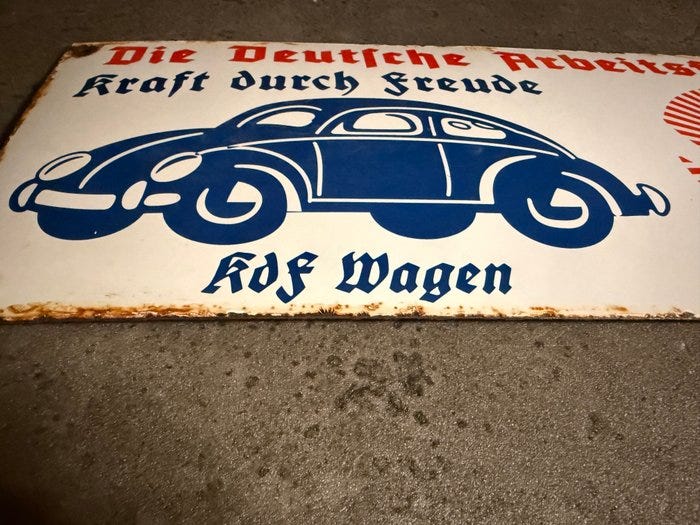 Die Deutſche Arbeits
Kraft durch Freude
KdF Wagen